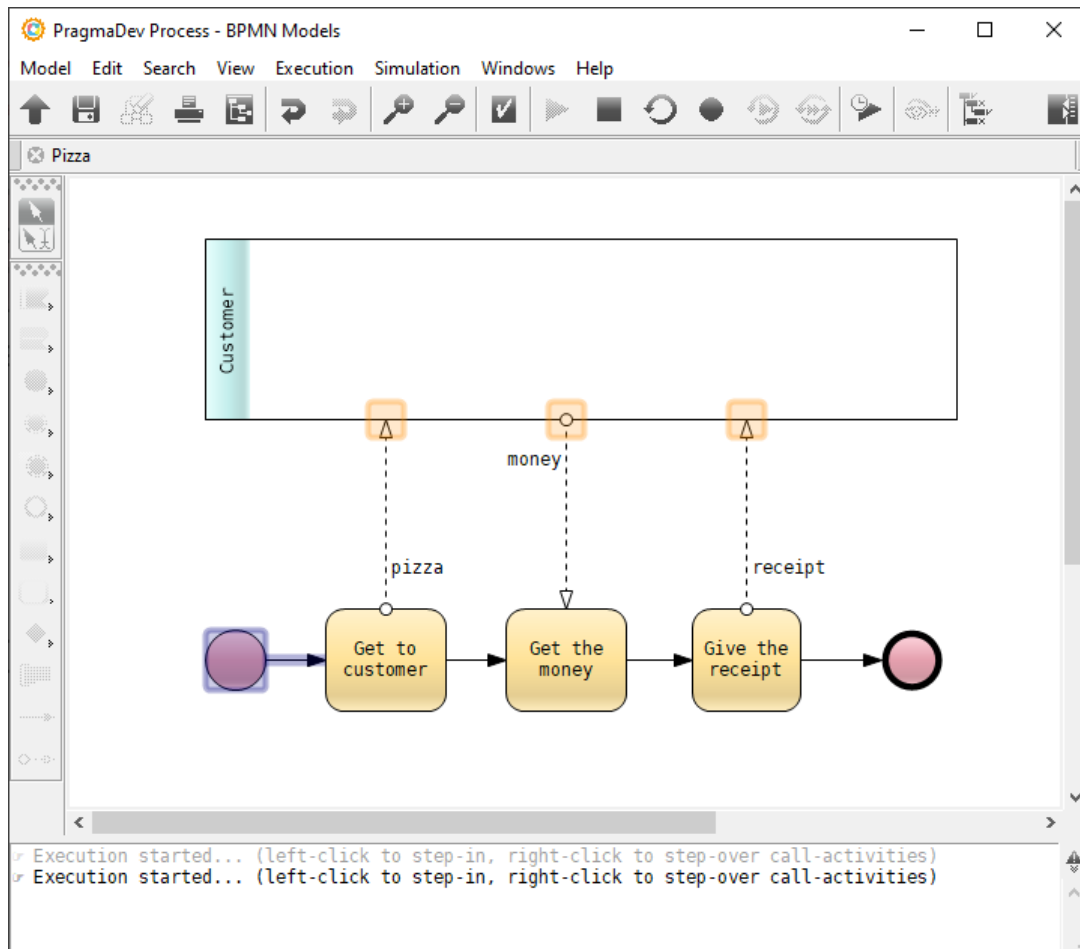 PragmaDev Process - BPMN Models
Model Edit Search View Execution Simulation Windows Help
Pizza
Customer
money
pizza
receipt
Get to
customer
Get the
money
Give the
receipt
Execution started... (left-click to step-in, right-click to step-over call-activities)
Execution started... (left-click to step-in, right-click to step-over call-activities)